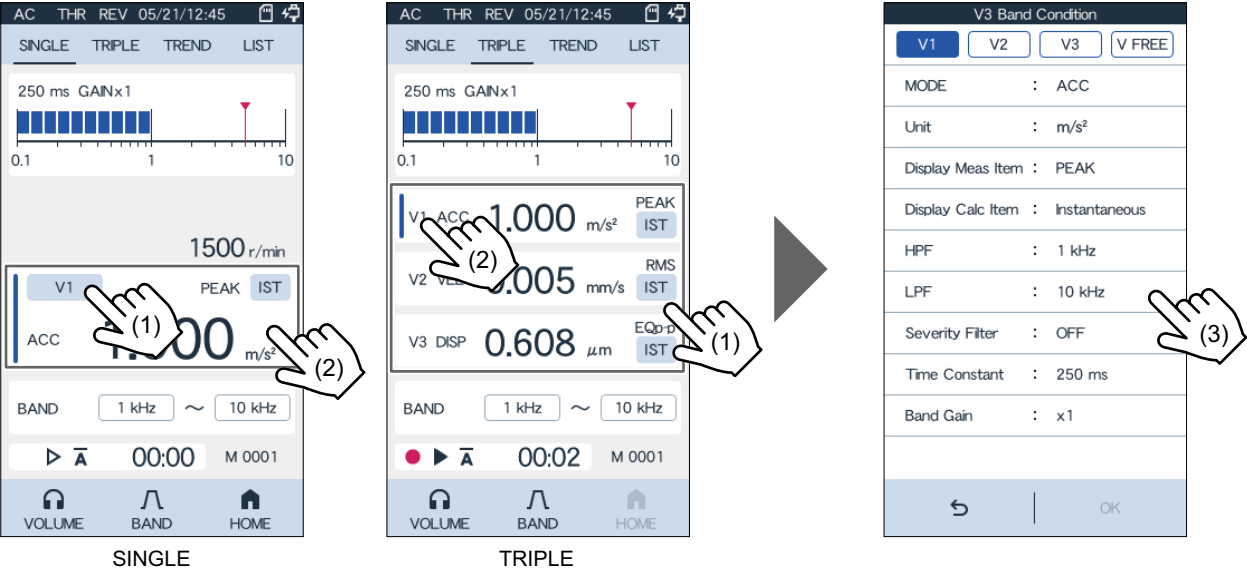 AC THR REV 05/21/12:45
SINGLE TRIPLE TREND LIST
250 ms GAIN×1
0.1 1 10
1500 r/min
V1 PEAK IST
(1)
ACC m/s²
(2)
BAND 1 kHz ～ 10 kHz
A 00:00 M 0001
VOLUME BAND HOME
SINGLE
AC THR REV 05/21/12:45
SINGLE TRIPLE TREND LIST
250 ms GAIN×1
0.1 1 10
PEAK
V1 ACC 1.000 m/s² IST
(2)
RMS
V2 0.005 mm/s IST
EQp-p
V3 DISP 0.608 μm IST
(1)
BAND 1 kHz ～ 10 kHz
A 00:02 M 0001
VOLUME BAND HOME
TRIPLE
V3 Band Condition
V1 V2 V3 V FREE
MODE : ACC
Unit : m/s²
Display Meas Item : PEAK
Display Calc Item : Instantaneous
HPF : 1 kHz
LPF : 10 kHz
Severity Filter : OFF
(3)
Time Constant : 250 ms
Band Gain : ×1
OK